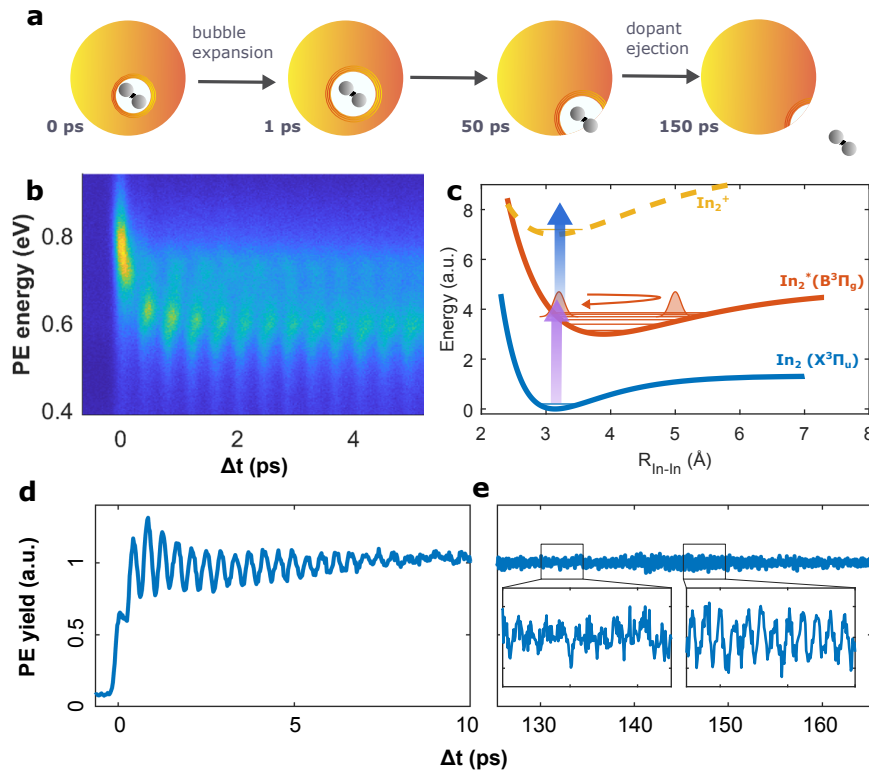 a
bubble
expansion
dopant
ejection
0 ps
1 ps
50 ps
150 ps
b
PE energy (eV)
0.8
0.6
0.4
0
2
4
Δt (ps)
c
Energy (a.u.)
8
6
4
2
0
2
3
4
5
6
7
8
R_In-In (Å)
In₂⁺
In₂*(B³Π_g)
In₂ (X³Π_u)
d
PE yield (a.u.)
1
0.5
0
0
5
10
e
130
140
150
160
Δt (ps)